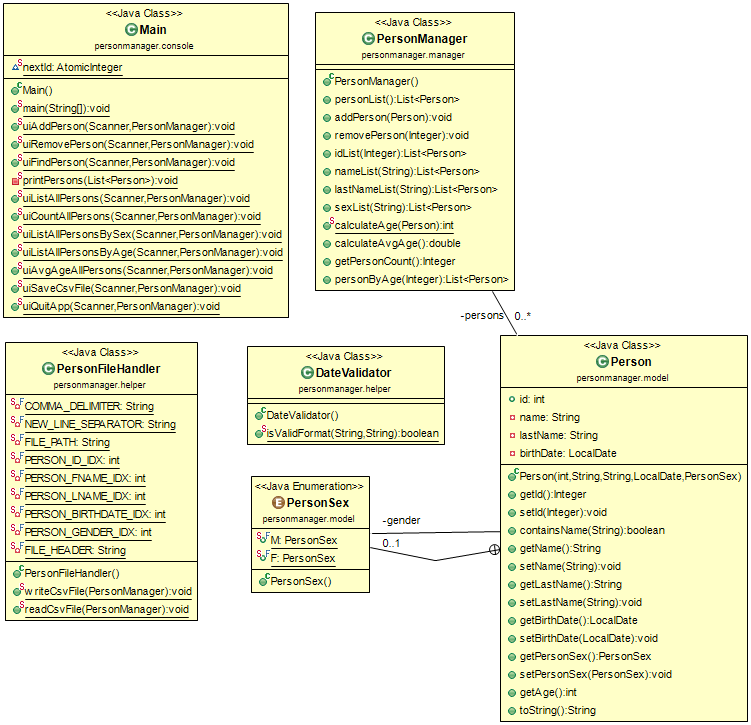 <<Java Class>>
Main
personmanager.console
nextId: AtomicInteger
Main()
main(String[]):void
uiAddPerson(Scanner,PersonManager):void
uiRemovePerson(Scanner,PersonManager):void
uiFindPerson(Scanner,PersonManager):void
printPersons(List<Person>):void
uiListAllPersons(Scanner,PersonManager):void
uiCountAllPersons(Scanner,PersonManager):void
uiListAllPersonsBySex(Scanner,PersonManager):void
uiListAllPersonsByAge(Scanner,PersonManager):void
uiAvgAgeAllPersons(Scanner,PersonManager):void
uiSaveCsvFile(Scanner,PersonManager):void
uiQuitApp(Scanner,PersonManager):void
<<Java Class>>
PersonManager
personmanager.manager
PersonManager()
personList():List<Person>
addPerson(Person):void
removePerson(Integer):void
idList(Integer):List<Person>
nameList(String):List<Person>
lastNameList(String):List<Person>
sexList(String):List<Person>
calculateAge(Person):int
calculateAvgAge():double
getPersonCount():Integer
personByAge(Integer):List<Person>
-persons 0..*
<<Java Class>>
PersonFileHandler
personmanager.helper
COMMA_DELIMITER: String
NEW_LINE_SEPARATOR: String
FILE_PATH: String
PERSON_ID_IDX: int
PERSON_FNAME_IDX: int
PERSON_LNAME_IDX: int
PERSON_BIRTHDATE_IDX: int
PERSON_GENDER_IDX: int
FILE_HEADER: String
PersonFileHandler()
writeCsvFile(PersonManager):void
readCsvFile(PersonManager):void
<<Java Class>>
DateValidator
personmanager.helper
DateValidator()
isValidFormat(String,String):boolean
<<Java Enumeration>>
PersonSex
personmanager.model
M: PersonSex
F: PersonSex
PersonSex()
-gender
0..1
<<Java Class>>
Person
personmanager.model
id: int
name: String
lastName: String
birthDate: LocalDate
Person(int,String,String,LocalDate,PersonSex)
getId():Integer
setId(Integer):void
containsName(String):boolean
getName():String
setName(String):void
getLastName():String
setLastName(String):void
getBirthDate():LocalDate
setBirthDate(LocalDate):void
getPersonSex():PersonSex
setPersonSex(PersonSex):void
getAge():int
toString():String